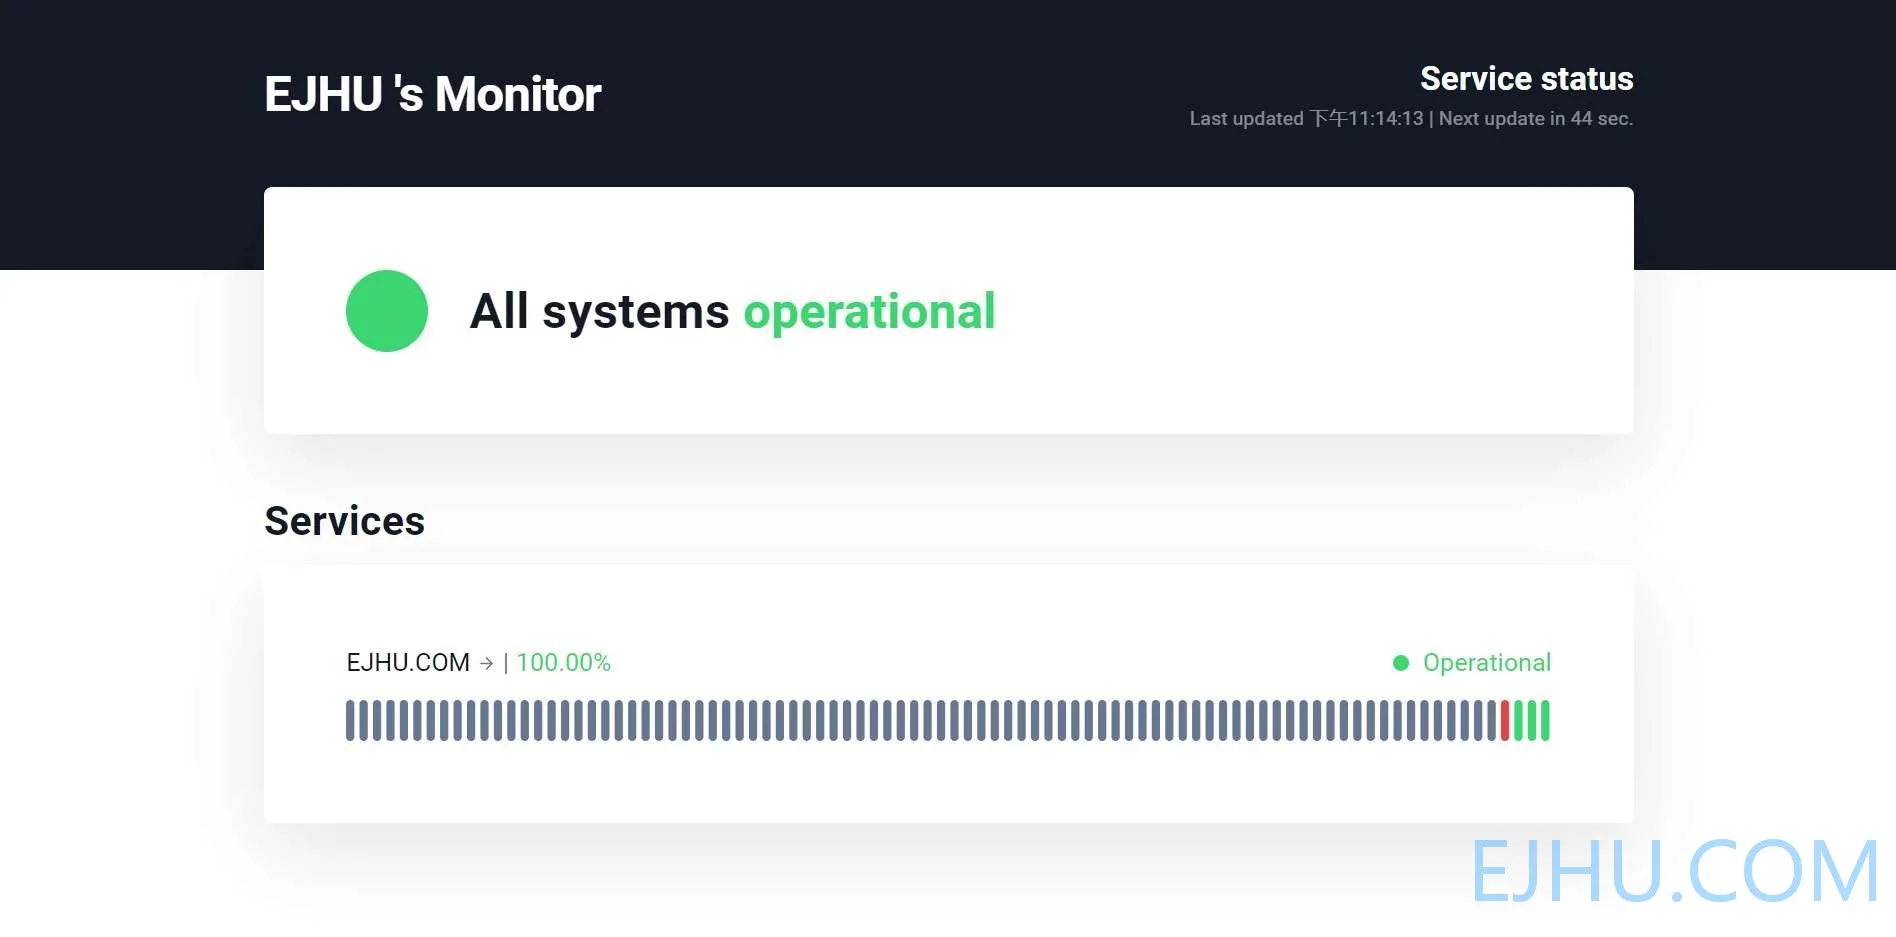 EJHU 's Monitor
Service status
Last updated 下午11:14:13 | Next update in 44 sec.
All systems operational
Services
EJHU.COM → | 100.00%
Operational
EJHU.COM